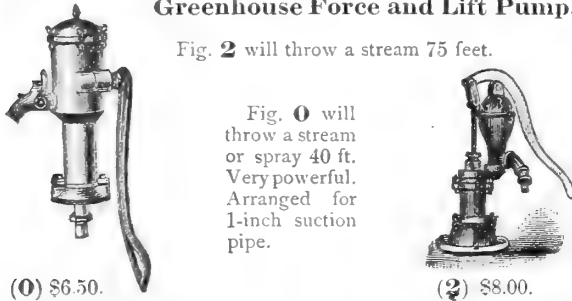 Greenhouse Force and Lift Pump.
Fig. 2 will throw a stream 75 feet.
Fig. 0 will
throw a stream
or spray 40 ft.
Very powerful.
Arranged for
1-inch suction
pipe.
(0) $6.50.
(2) $8.00.